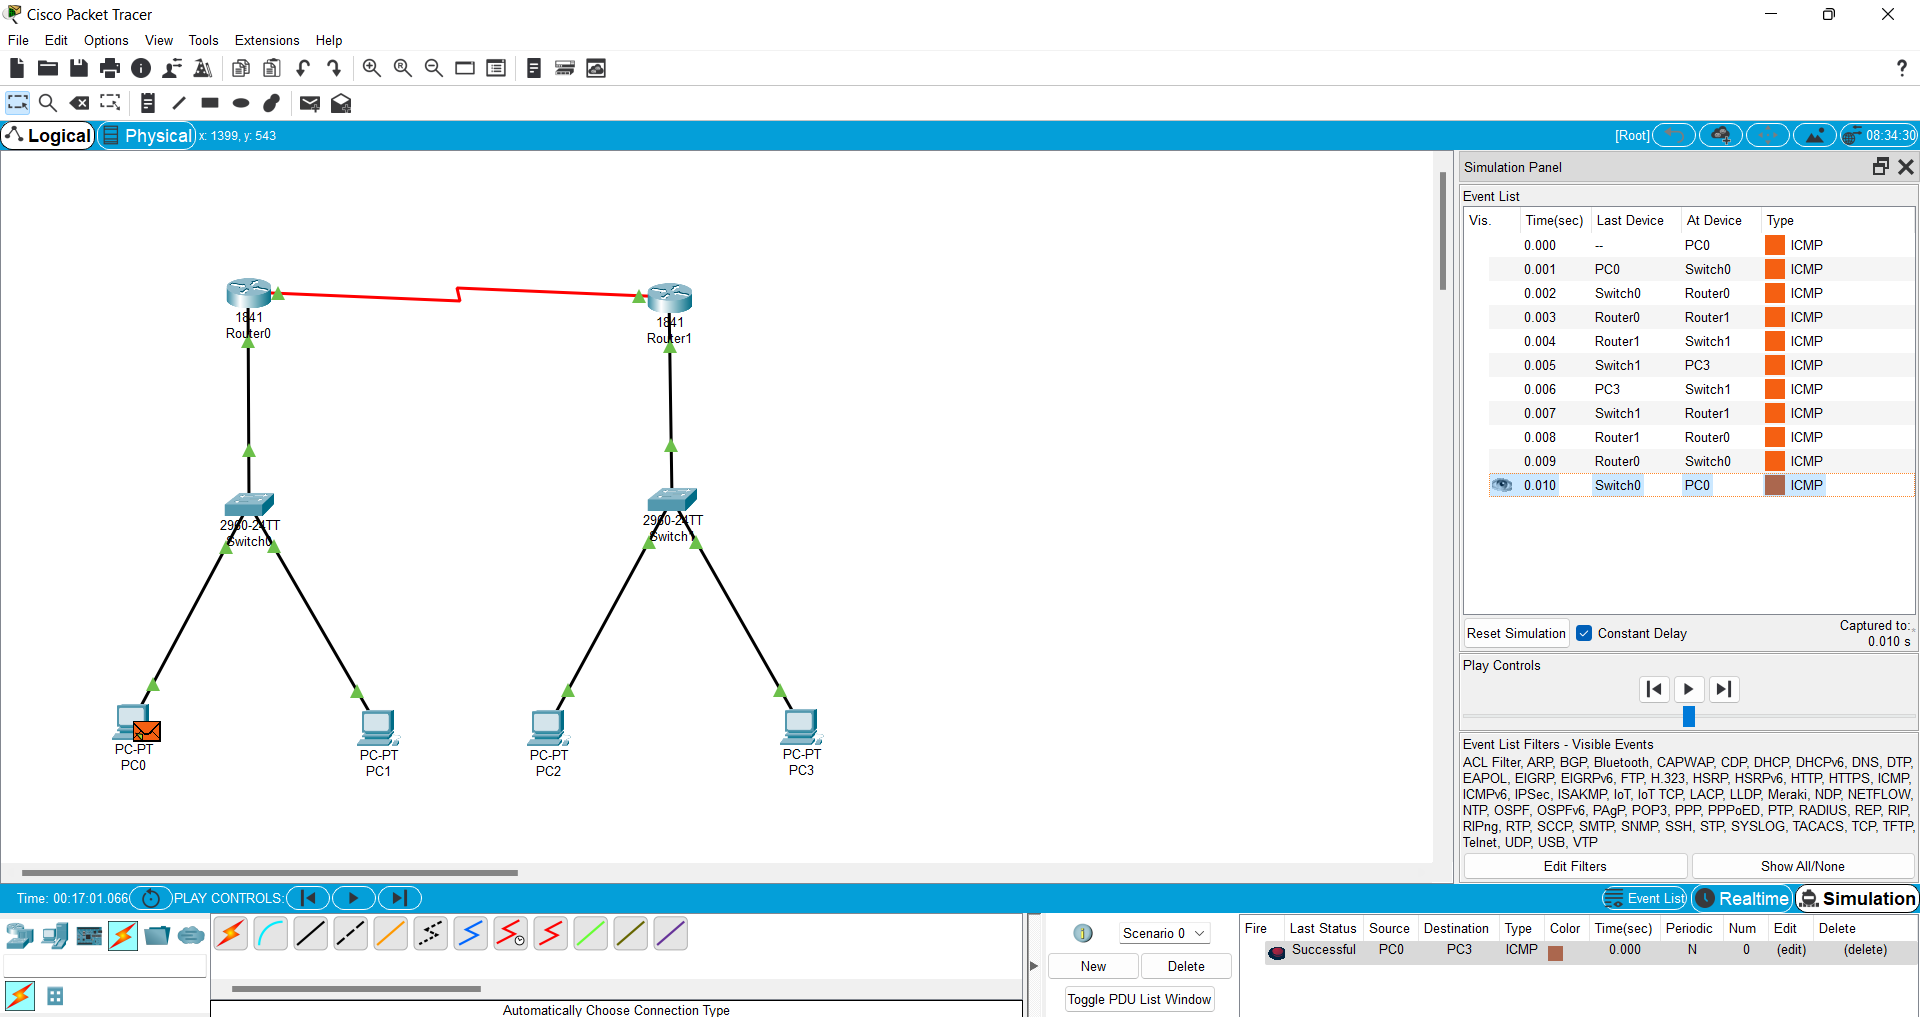 Cisco Packet Tracer
File Edit Options View Tools Extensions Help
Logical Physical x: 1399, y: 543 [Root] 08:34:30
Simulation Panel
Event List
Vis. Time(sec) Last Device At Device Type
0.000 -- PC0 ICMP
0.001 PC0 Switch0 ICMP
0.002 Switch0 Router0 ICMP
0.003 Router0 Router1 ICMP
0.004 Router1 Switch1 ICMP
0.005 Switch1 PC3 ICMP
0.006 PC3 Switch1 ICMP
0.007 Switch1 Router1 ICMP
0.008 Router1 Router0 ICMP
0.009 Router0 Switch0 ICMP
0.010 Switch0 PC0 ICMP
Reset Simulation Constant Delay Captured to:
0.010 s
Play Controls
Event List Filters - Visible Events
ACL Filter, ARP, BGP, Bluetooth, CAPWAP, CDP, DHCP, DHCPv6, DNS, DTP,
EAPOL, EIGRP, EIGRPv6, FTP, H.323, HSRP, HSRPv6, HTTP, HTTPS, ICMP,
ICMPv6, IPSec, ISAKMP, IoT, IoT TCP, LACP, LLDP, Meraki, NDP, NETFLOW,
NTP, OSPF, OSPFv6, PAgP, POP3, PPP, PPPoED, PTP, RADIUS, REP, RIP,
RIPng, RTP, SCCP, SMTP, SNMP, SSH, STP, SYSLOG, TACACS, TCP, TFTP,
Telnet, UDP, USB, VTP
Edit Filters Show All/None
1841
Router0
1841
Router1
2960-24TT
Switch0
2960-24TT
Switch1
PC-PT
PC0
PC-PT
PC1
PC-PT
PC2
PC-PT
PC3
Time: 00:17:01.066 PLAY CONTROLS: Event List Realtime Simulation
Scenario 0
New Delete
Toggle PDU List Window
Fire Last Status Source Destination Type Color Time(sec) Periodic Num Edit Delete
Successful PC0 PC3 ICMP 0.000 N 0 (edit) (delete)
Automatically Choose Connection Type